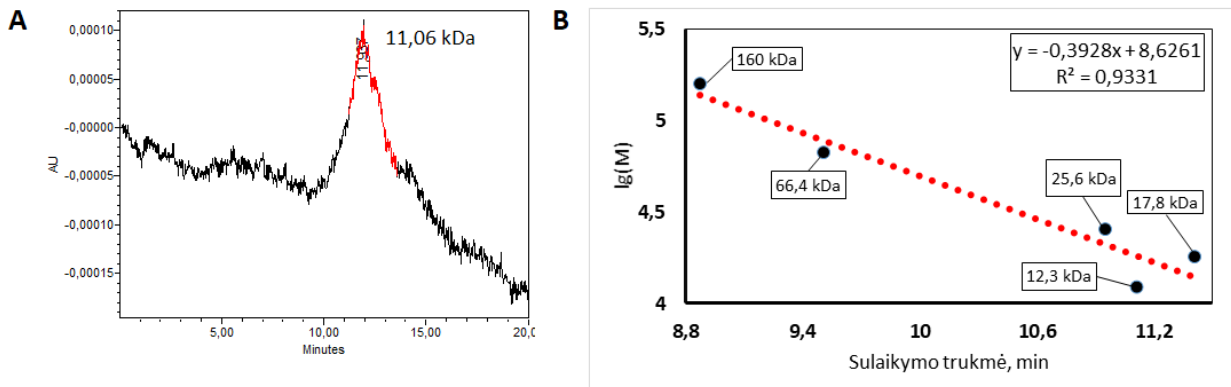 A
0,00010
0,00005
-0,00000
-0,00005
-0,00010
-0,00015
AU
11,06 kDa
5,00
10,00
15,00
20,0
Minutes
B
5,5
5
4,5
4
lg(M)
y = -0,3928x + 8,6261
R² = 0,9331
160 kDa
66,4 kDa
25,6 kDa
17,8 kDa
12,3 kDa
8,8
9,4
10
10,6
11,2
Sulaikymo trukmė, min